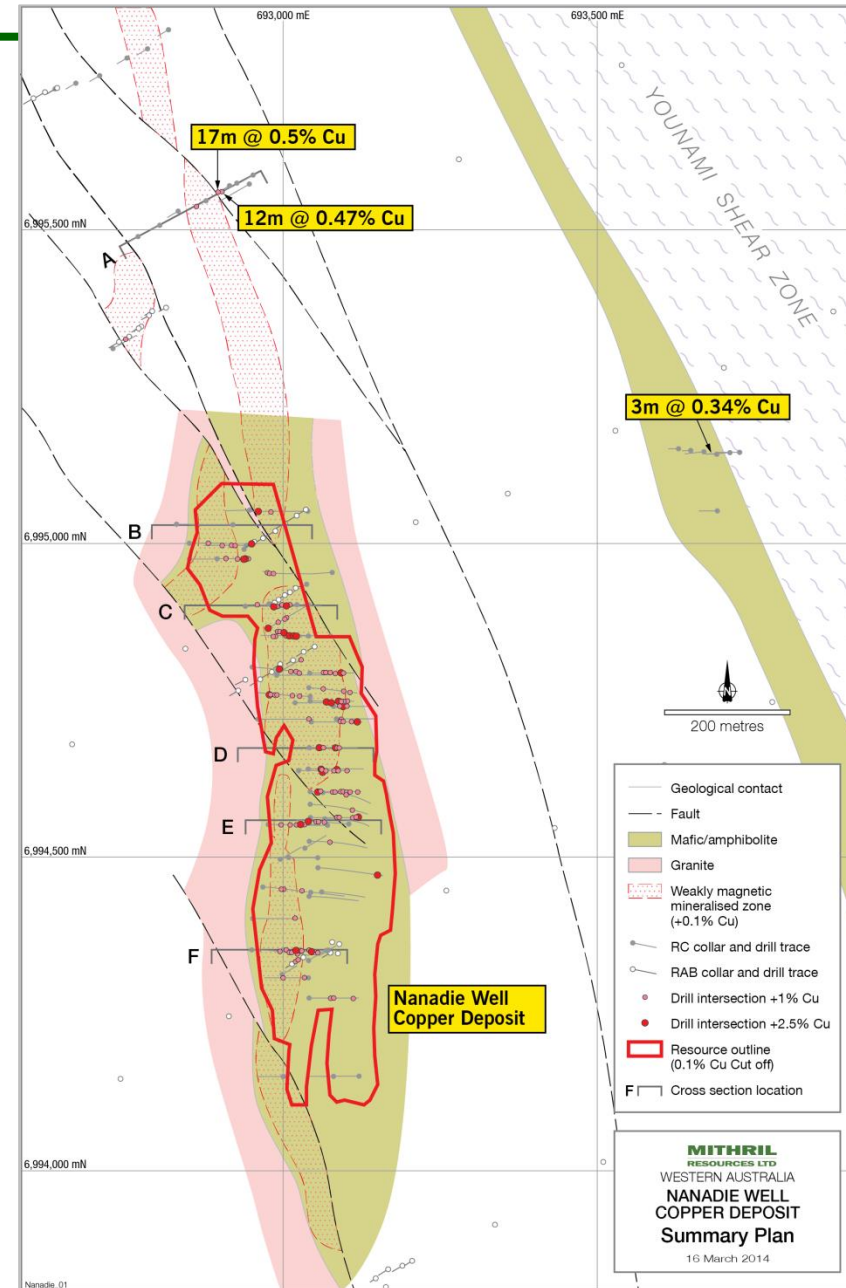 693,000 mE
693,500 mE
YOUNAMI SHEAR ZONE
17m @ 0.5% Cu
12m @ 0.47% Cu
6,995,500 mN
A
3m @ 0.34% Cu
B
6,995,000 mN
C
200 metres
D
E
6,994,500 mN
F
Nanadie Well
Copper Deposit
6,994,000 mN
Geological contact
Fault
Mafic/amphibolite
Granite
Weakly magnetic
mineralised zone
(+0.1% Cu)
RC collar and drill trace
RAB collar and drill trace
Drill intersection +1% Cu
Drill intersection +2.5% Cu
Resource outline
(0.1% Cu Cut off)
F Cross section location
MITHRIL
RESOURCES LTD
WESTERN AUSTRALIA
NANADIE WELL
COPPER DEPOSIT
Summary Plan
16 March 2014
Nanadie_01